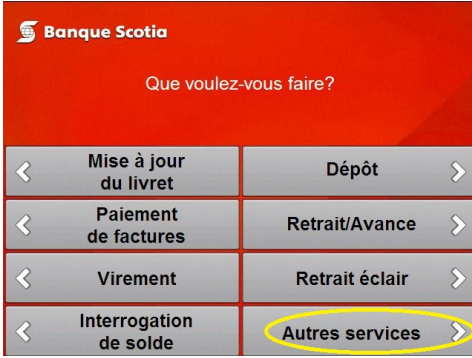 Banque Scotia
Que voulez-vous faire?
Mise à jour
du livret
Dépôt
Paiement
de factures
Retrait/Avance
Virement
Retrait éclair
Interrogation
de solde
Autres services